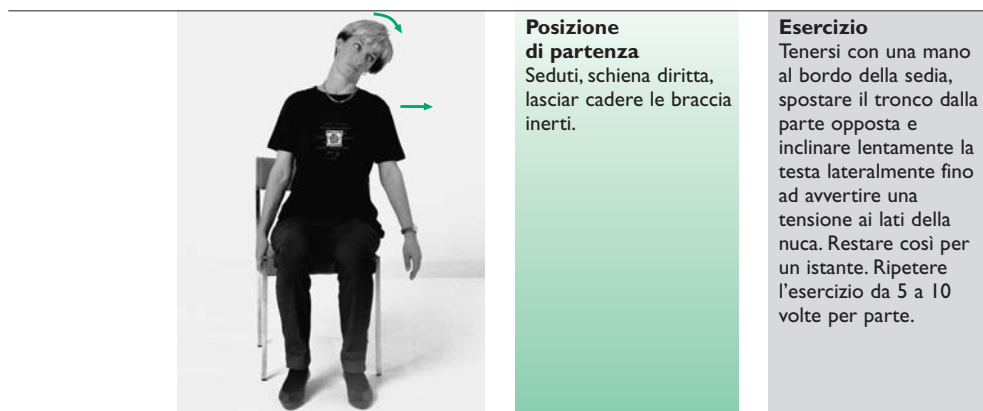 Posizione
di partenza
Seduti, schiena diritta,
lasciar cadere le braccia
inerti.
Esercizio
Tenersi con una mano
al bordo della sedia,
spostare il tronco dalla
parte opposta e
inclinare lentamente la
testa lateralmente fino
ad avvertire una
tensione ai lati della
nuca. Restare così per
un istante. Ripetere
l’esercizio da 5 a 10
volte per parte.